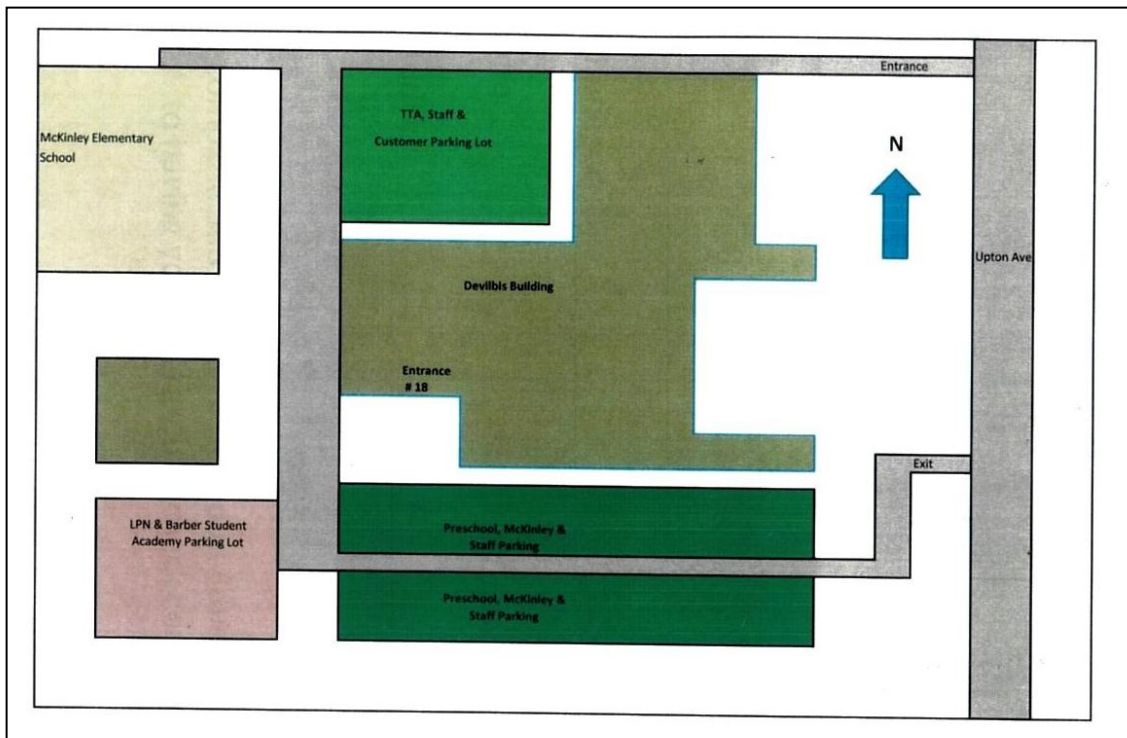 Entrance
TTA, Staff &
Customer Parking Lot
McKinley Elementary
School
N
Upton Ave
Devilbis Building
Entrance
# 18
Exit
LPN & Barber Student
Academy Parking Lot
Preschool, McKinley &
Staff Parking
Preschool, McKinley &
Staff Parking